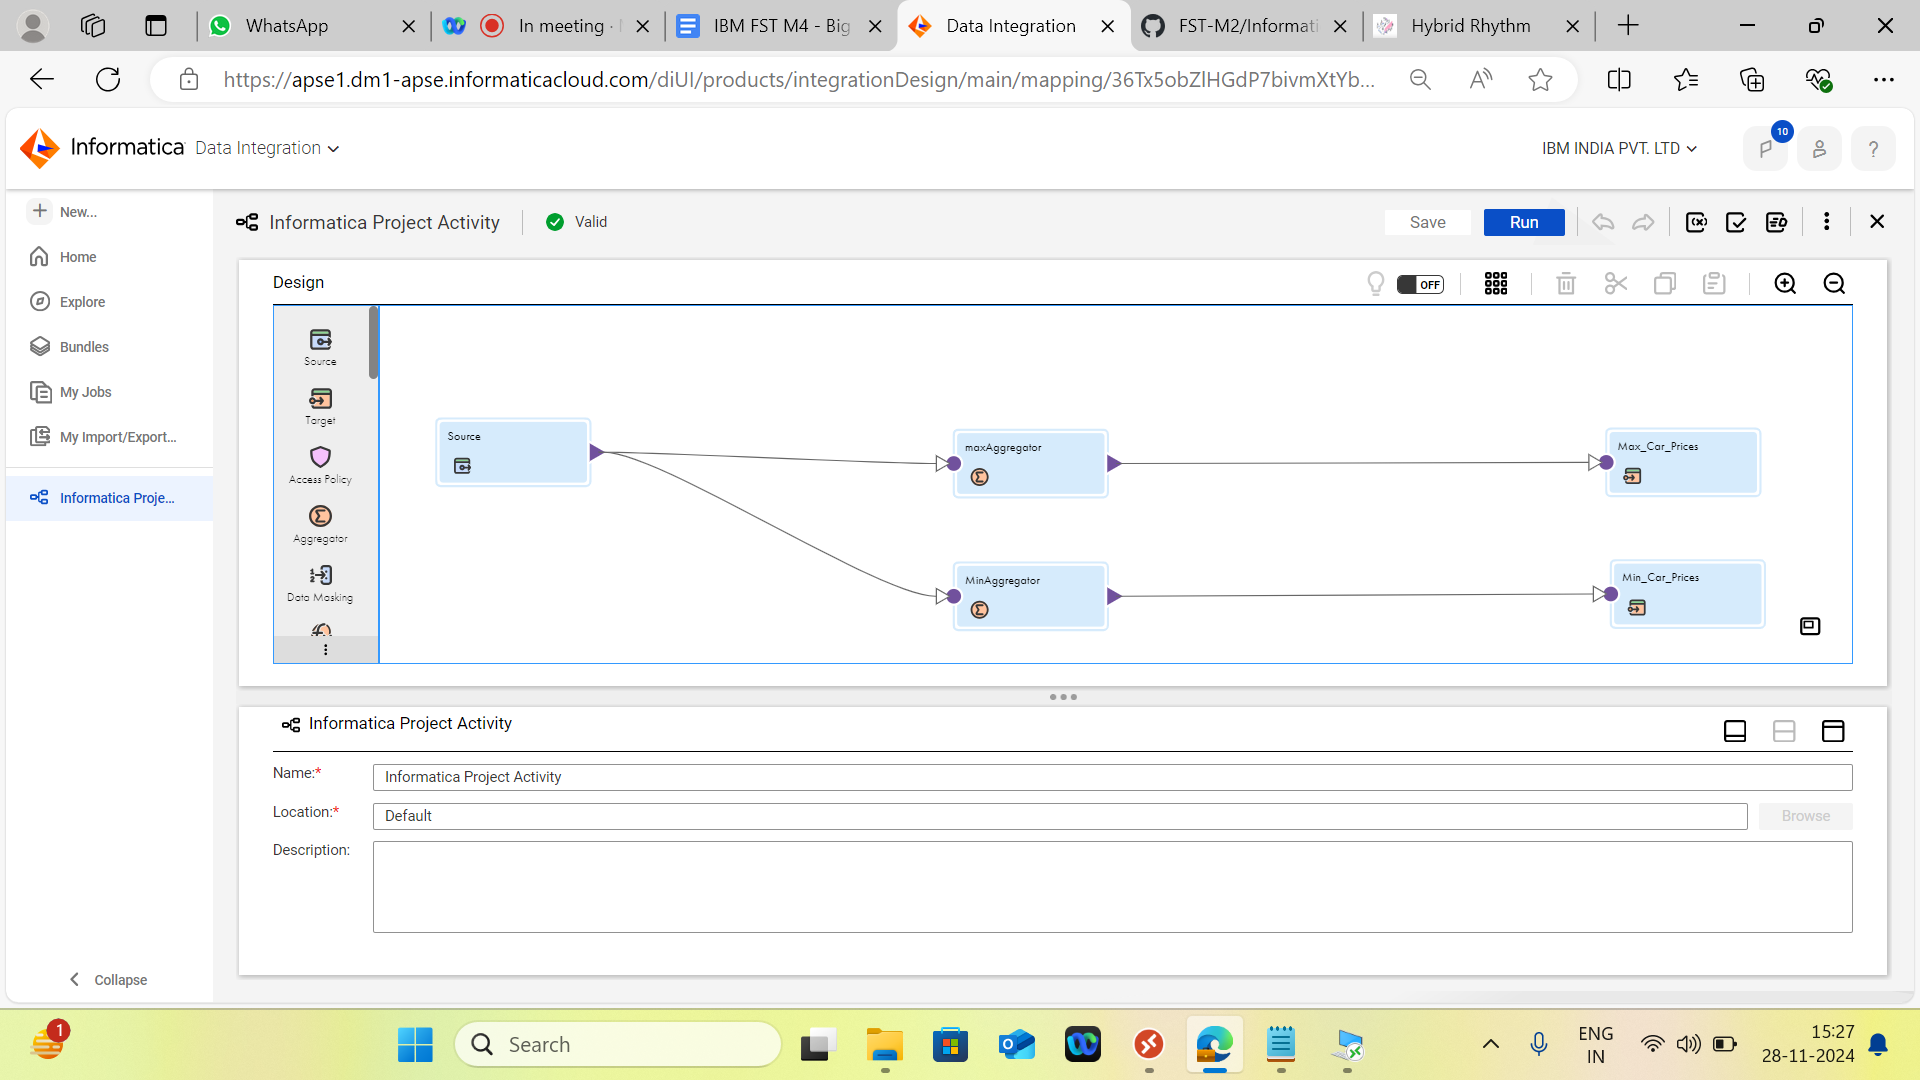 WhatsApp
In meeting ·
IBM FST M4 - Big
Data Integration
FST-M2/Informati
Hybrid Rhythm
https://apse1.dm1-apse.informaticacloud.com/diUI/products/integrationDesign/main/mapping/36Tx5obZlHGdP7bivmXtYb...
Informatica
Data Integration
IBM INDIA PVT. LTD
10
?
New...
Home
Explore
Bundles
My Jobs
My Import/Export...
Informatica Proje...
Collapse
Informatica Project Activity
Valid
Save
Run
Design
OFF
Source
Target
Access Policy
Aggregator
Data Masking
Source
maxAggregator
Max_Car_Prices
MinAggregator
Min_Car_Prices
Informatica Project Activity
Name:*
Informatica Project Activity
Location:*
Default
Browse
Description:
1
Search
ENG
IN
15:27
28-11-2024